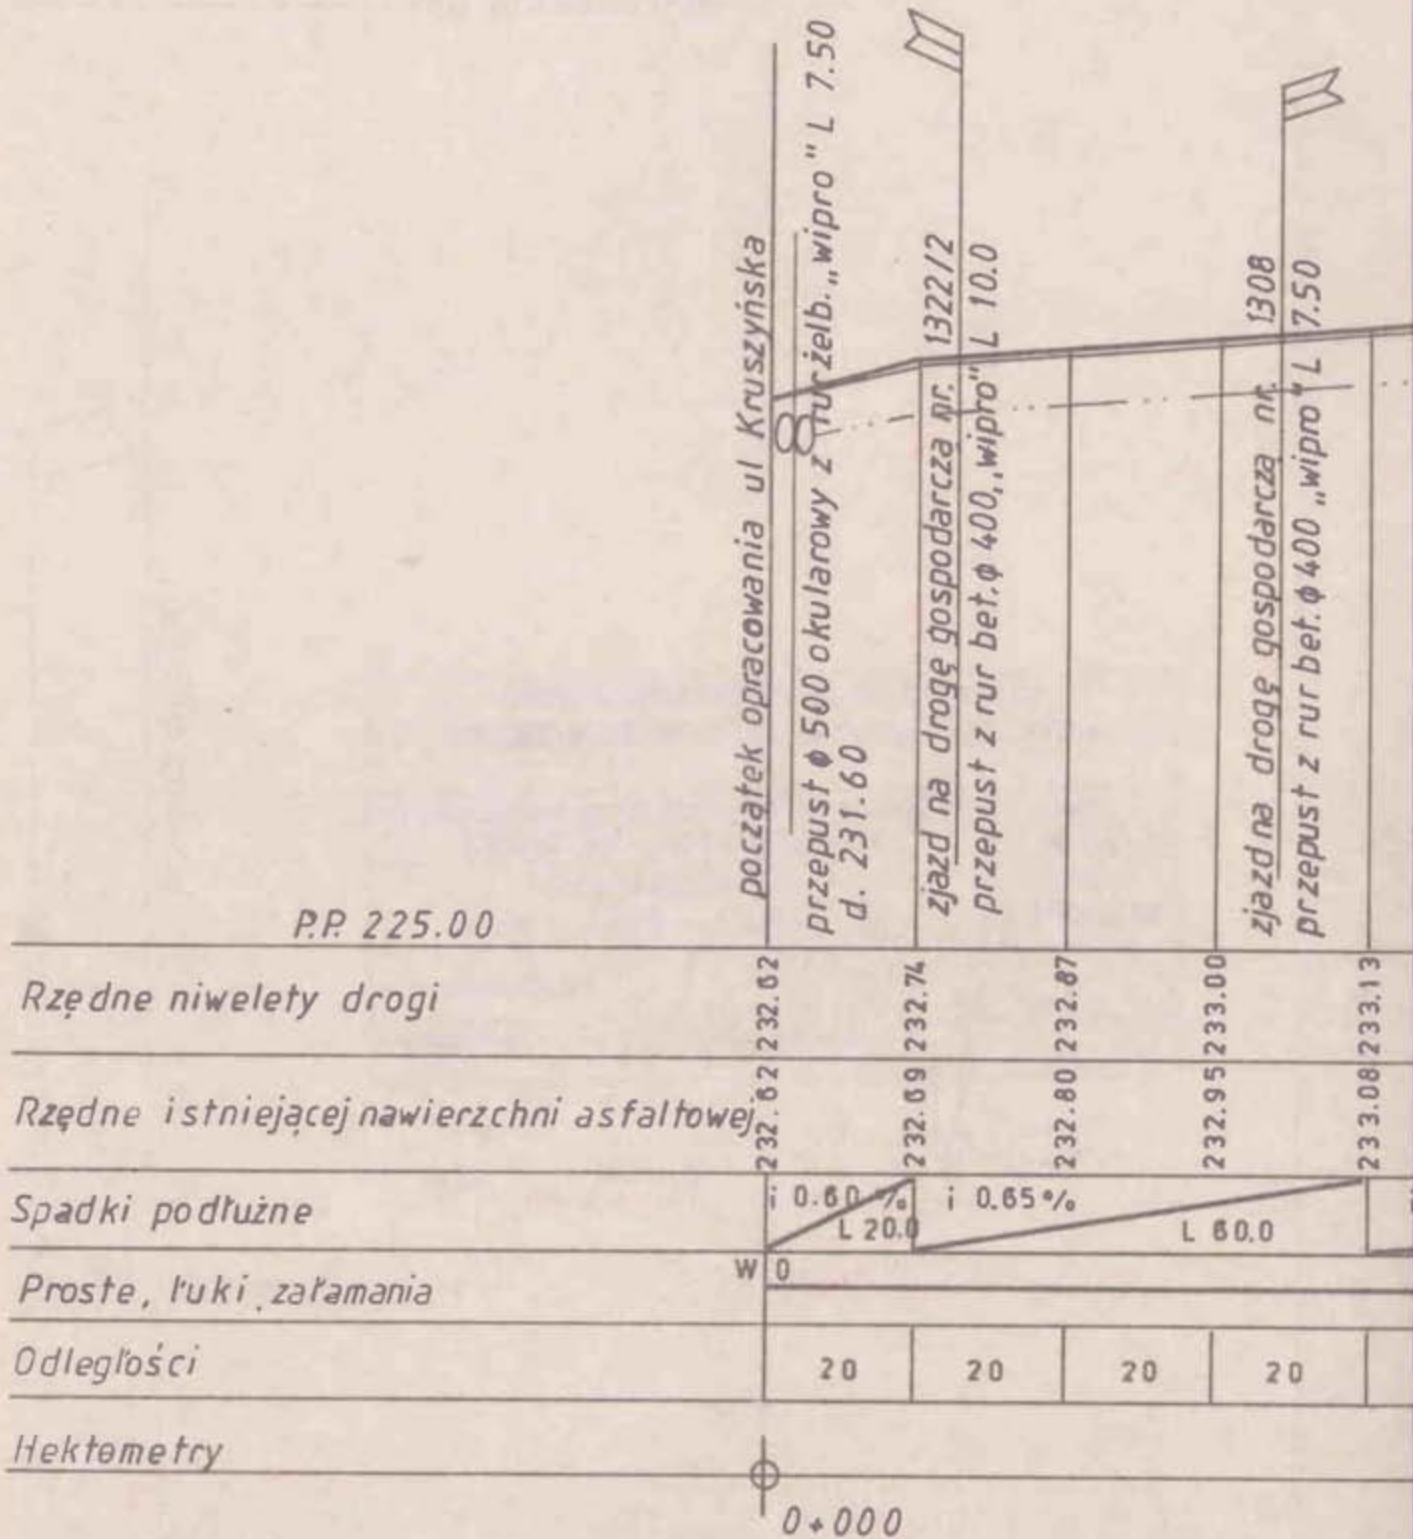 początek opracowania ul Kruszyńska
przepust ϕ 500 okularowy z rur żelb. „wipro" L 7.50
d. 231.60
zjazd na drogę gospodarczą nr. 1322/2
przepust z rur bet. ϕ 400 „wipro" L 10.0
zjazd na drogę gospodarczą nr. 1308
przepust z rur bet. ϕ 400 „wipro" L 7.50
P.P. 225.00
Rzędne niwelety drogi 232.62 232.74 232.87 233.00 233.13
Rzędne istniejącej nawierzchni asfaltowej 232.62 232.69 232.80 232.95 233.08
Spadki podłużne i 0.60 % L 20.0 i 0.65 % L 60.0
Proste, łuki, załamania W 0
Odległości 20 20 20 20
Hektometry
0+000